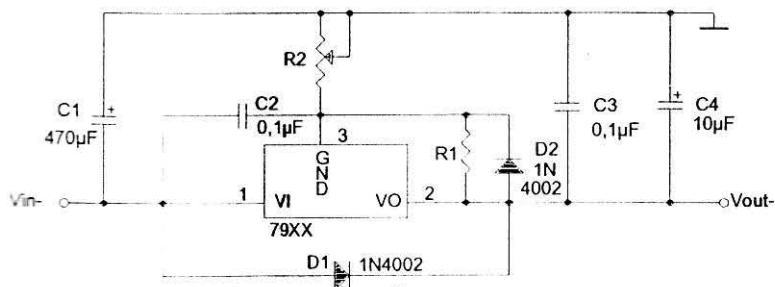 R2
C1
+
470µF
C2
0,1µF
3
GND
R1
D2
1N
4002
C3
0,1µF
+
C4
10µF
Vin-
1
VI
VO
2
Vout-
79XX
D1
1N4002